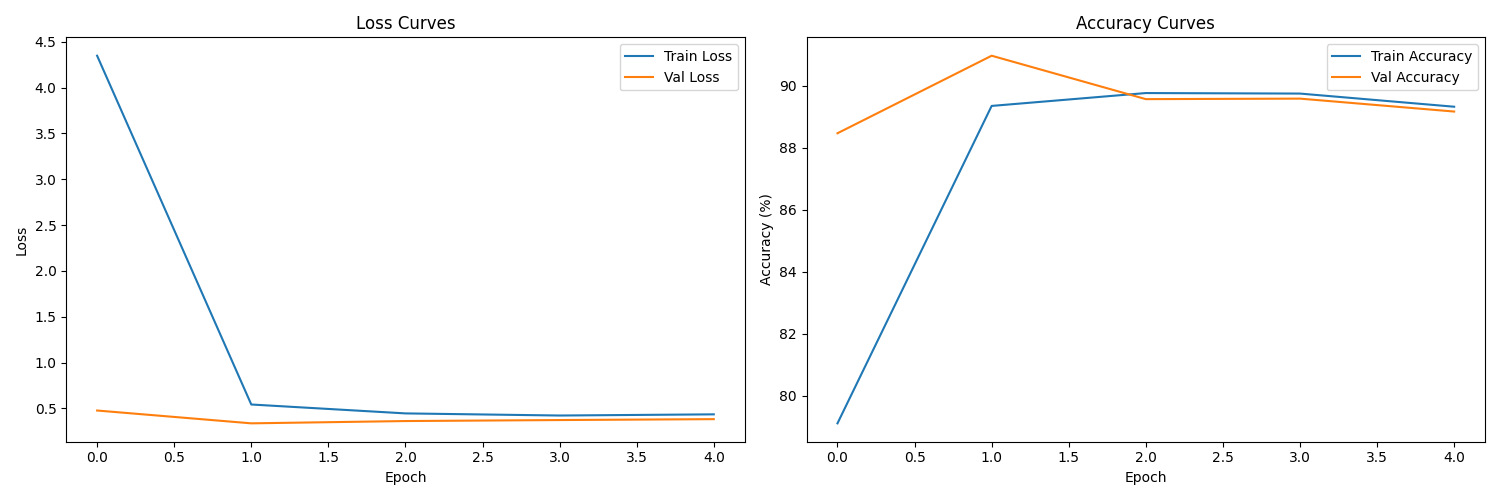 Loss Curves
4.5
4.0
3.5
3.0
2.5
2.0
1.5
1.0
0.5
Loss
Train Loss
Val Loss
0.0 0.5 1.0 1.5 2.0 2.5 3.0 3.5 4.0
Epoch
Accuracy Curves
90
88
86
84
82
80
Accuracy (%)
Train Accuracy
Val Accuracy
0.0 0.5 1.0 1.5 2.0 2.5 3.0 3.5 4.0
Epoch